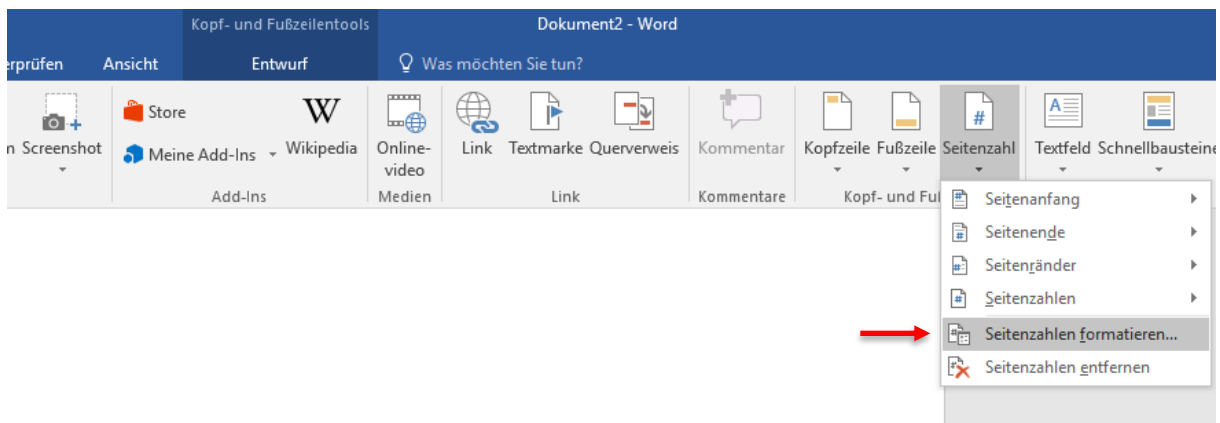 Kopf- und Fußzeilentools Dokument2 - Word
erprüfen Ansicht Entwurf Was möchten Sie tun?
Store
n Screenshot Meine Add-Ins Wikipedia Online-video Link Textmarke Querverweis Kommentar Kopfzeile Fußzeile Seitenzahl Textfeld Schnellbausteine
Add-Ins Medien Link Kommentare Kopf- und Fuß
Seitenanfang
Seitenende
Seitenränder
Seitenzahlen
Seitenzahlen formatieren...
Seitenzahlen entfernen